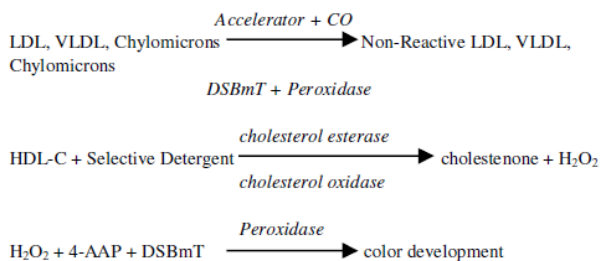 Accelerator + CO
LDL, VLDL, Chylomicrons Non-Reactive LDL, VLDL,
Chylomicrons
DSBmT + Peroxidase
cholesterol esterase
HDL-C + Selective Detergent cholestenone + H₂O₂
cholesterol oxidase
Peroxidase
H₂O₂ + 4-AAP + DSBmT color development